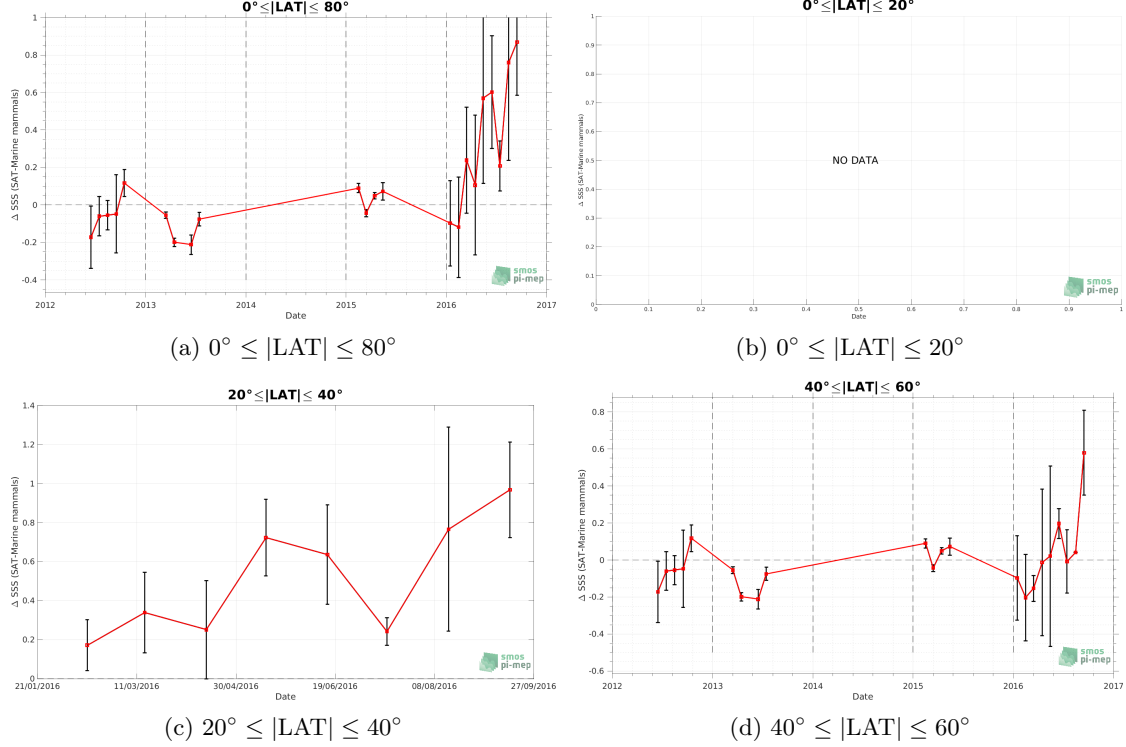 0°≤|LAT|≤ 80°
Δ SSS (SAT-Marine mammals)
1
0.8
0.6
0.4
0.2
0
-0.2
-0.4
2012 2013 2014 2015 2016 2017
Date
smos
pi-mep
(a) 0° ≤ |LAT| ≤ 80°
0°≤|LAT|≤ 20°
Δ SSS (SAT-Marine mammals)
1
0.9
0.8
0.7
0.6
0.5
0.4
0.3
0.2
0.1
0
NO DATA
0 0.1 0.2 0.3 0.4 0.5 0.6 0.7 0.8 0.9 1
Date
smos
pi-mep
(b) 0° ≤ |LAT| ≤ 20°
20°≤|LAT|≤ 40°
Δ SSS (SAT-Marine mammals)
1.4
1.2
1
0.8
0.6
0.4
0.2
0
21/01/2016 11/03/2016 30/04/2016 19/06/2016 08/08/2016 27/09/2016
Date
smos
pi-mep
(c) 20° ≤ |LAT| ≤ 40°
40°≤|LAT|≤ 60°
Δ SSS (SAT-Marine mammals)
0.8
0.6
0.4
0.2
0
-0.2
-0.4
-0.6
2012 2013 2014 2015 2016 2017
Date
smos
pi-mep
(d) 40° ≤ |LAT| ≤ 60°